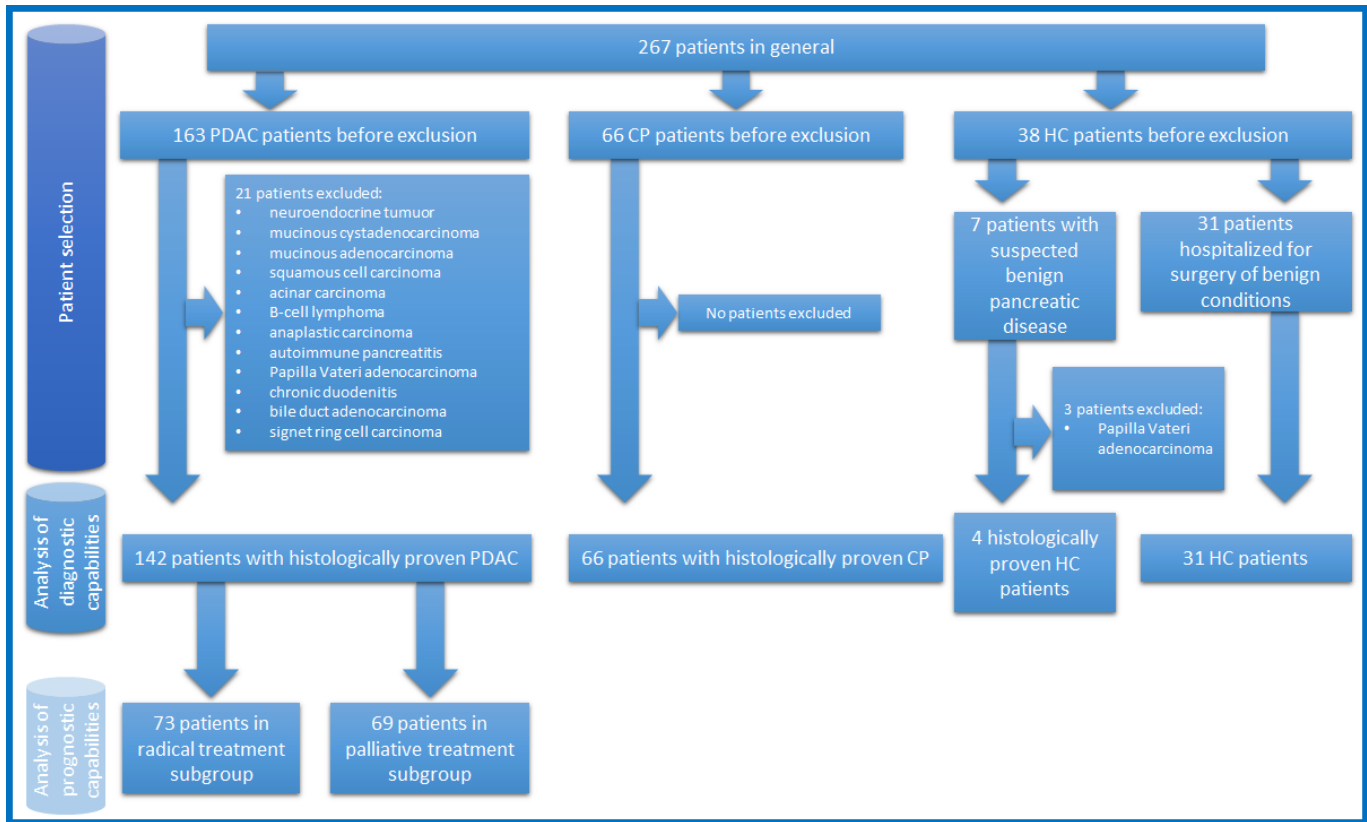 267 patients in general
Patient selection
163 PDAC patients before exclusion
66 CP patients before exclusion
38 HC patients before exclusion
21 patients excluded:
• neuroendocrine tumuor
• mucinous cystadenocarcinoma
• mucinous adenocarcinoma
• squamous cell carcinoma
• acinar carcinoma
• B-cell lymphoma
• anaplastic carcinoma
• autoimmune pancreatitis
• Papilla Vateri adenocarcinoma
• chronic duodenitis
• bile duct adenocarcinoma
• signet ring cell carcinoma
No patients excluded
7 patients with
suspected
benign
pancreatic
disease
31 patients
hospitalized for
surgery of benign
conditions
3 patients excluded:
• Papilla Vateri
adenocarcinoma
Analysis of
diagnostic
capabilities
142 patients with histologically proven PDAC
66 patients with histologically proven CP
4 histologically
proven HC
patients
31 HC patients
Analysis of
prognostic
capabilities
73 patients in
radical treatment
subgroup
69 patients in
palliative treatment
subgroup